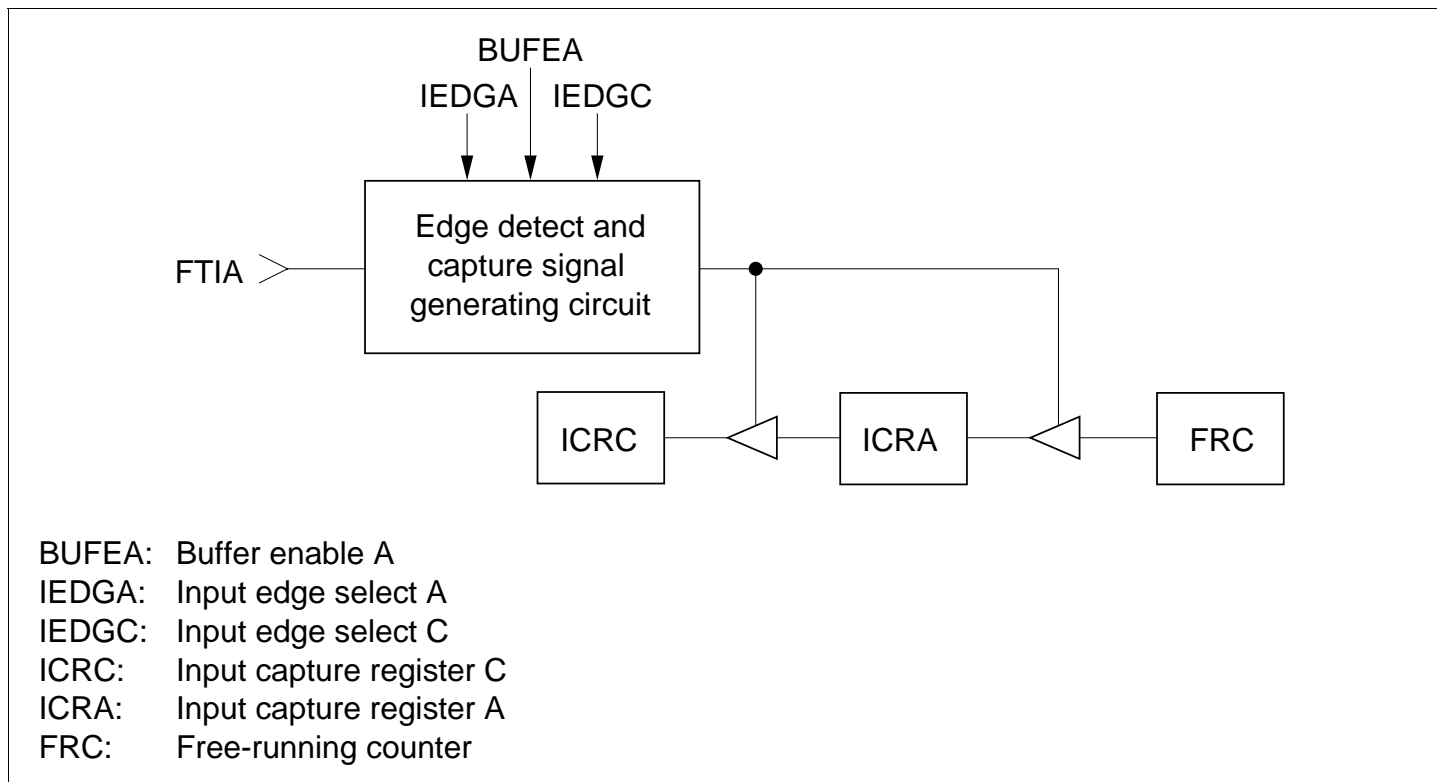 BUFEA
IEDGA IEDGC
Edge detect and
capture signal
generating circuit
FTIA
ICRC ICRA FRC
BUFEA: Buffer enable A
IEDGA: Input edge select A
IEDGC: Input edge select C
ICRC: Input capture register C
ICRA: Input capture register A
FRC: Free-running counter